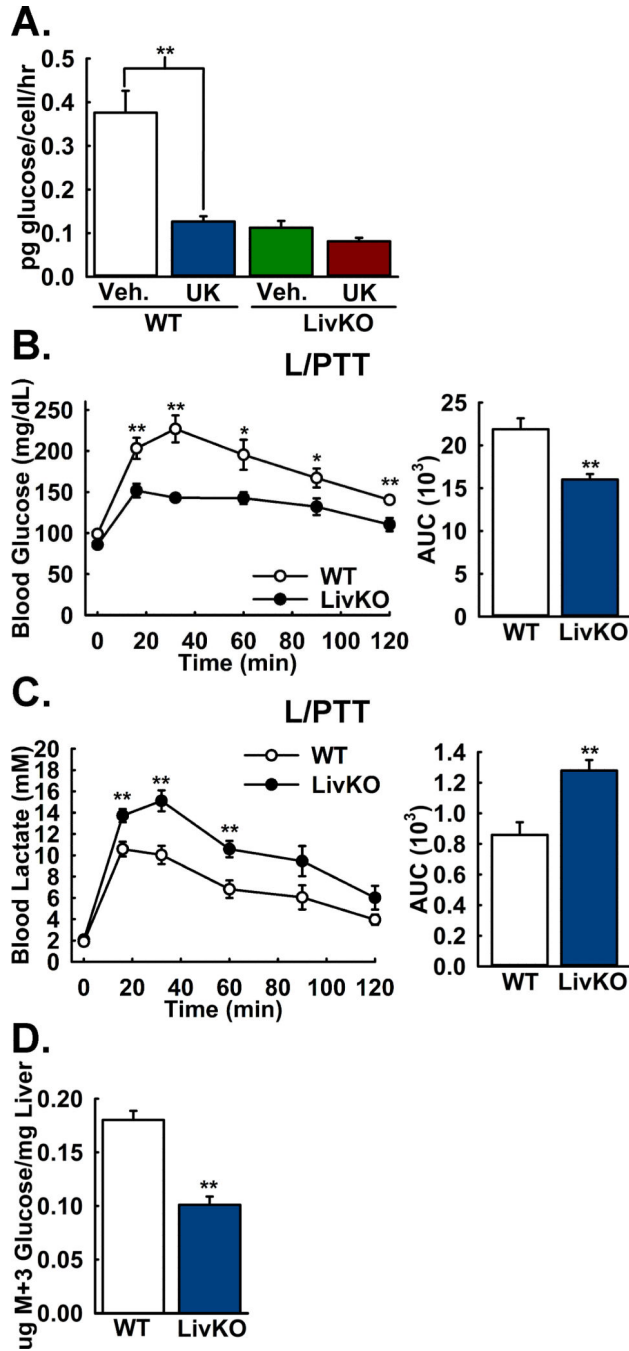 A.
**
pg glucose/cell/hr
0.5
0.4
0.3
0.2
0.1
0.0
Veh. UK Veh. UK
WT LivKO
B.
L/PTT
Blood Glucose (mg/dL)
250
200
150
100
50
0
** ** * * **
WT
LivKO
0 20 40 60 80 100 120
Time (min)
AUC (10³)
25
20
15
10
5
0
**
WT LivKO
C.
L/PTT
Blood Lactate (mM)
20
18
16
14
12
10
8
6
4
2
0
** ** **
WT
LivKO
0 20 40 60 80 100 120
Time (min)
AUC (10³)
1.4
1.2
1.0
0.8
0.6
0.4
0.2
0.0
**
WT LivKO
D.
ug M+3 Glucose/mg Liver
0.20
0.15
0.10
0.05
0.00
**
WT LivKO